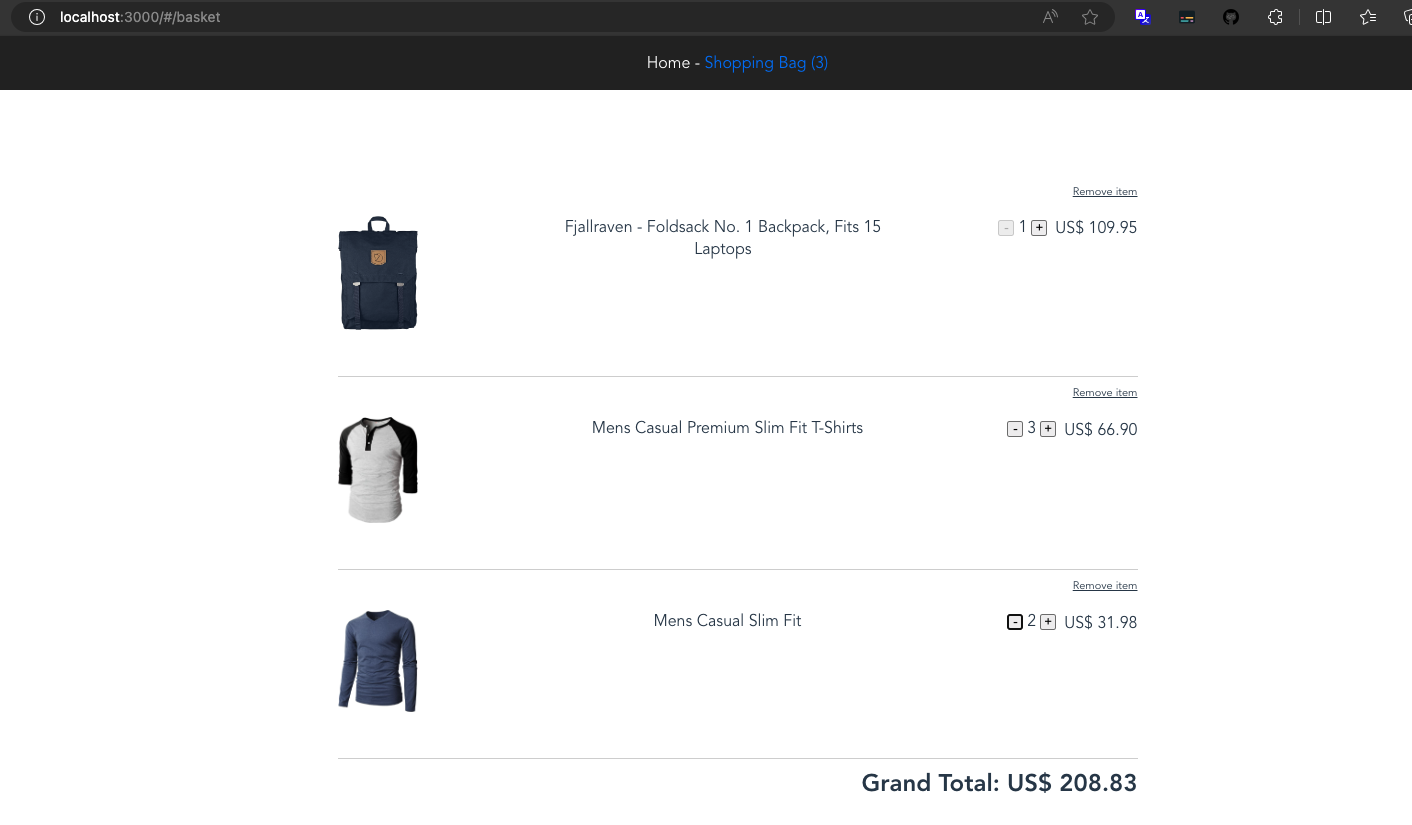 localhost:3000/#/basket
Home - Shopping Bag (3)
Remove item
Fjallraven - Foldsack No. 1 Backpack, Fits 15
Laptops
- 1 + US$ 109.95
Remove item
Mens Casual Premium Slim Fit T-Shirts
- 3 + US$ 66.90
Remove item
Mens Casual Slim Fit
- 2 + US$ 31.98
Grand Total: US$ 208.83